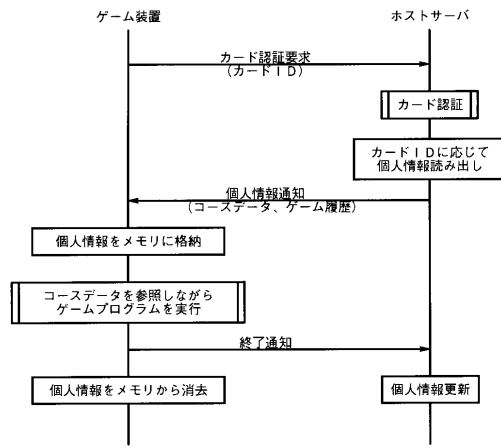 ゲーム装置
ホストサーバ
カード認証要求
(カードID)
カード認証
カードIDに応じて
個人情報読み出し
個人情報通知
(コースデータ、ゲーム履歴)
個人情報をメモリに格納
コースデータを参照しながら
ゲームプログラムを実行
終了通知
個人情報をメモリから消去
個人情報更新